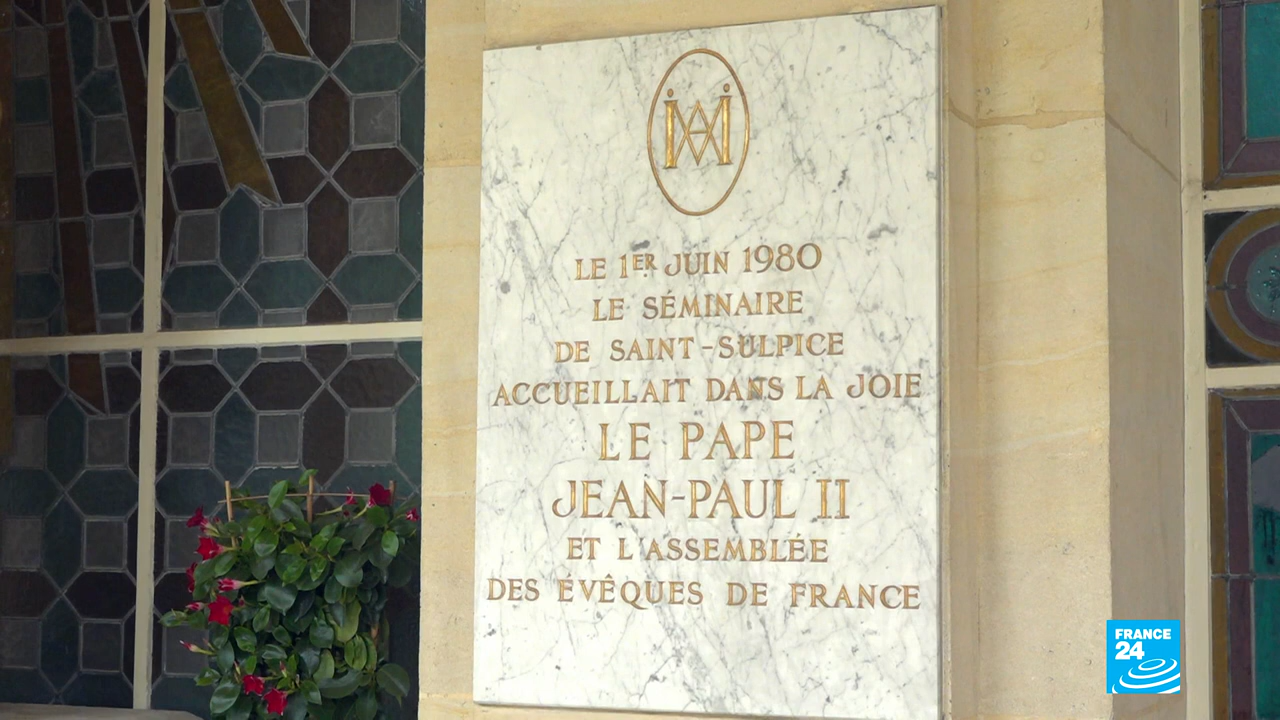 LE 1ER JUIN 1980
LE SÉMINAIRE
DE SAINT-SULPICE
ACCUEILLAIT DANS LA JOIE
LE PAPE
JEAN-PAUL II
ET L'ASSEMBLÉE
DES ÉVÊQUES DE FRANCE
FRANCE
24